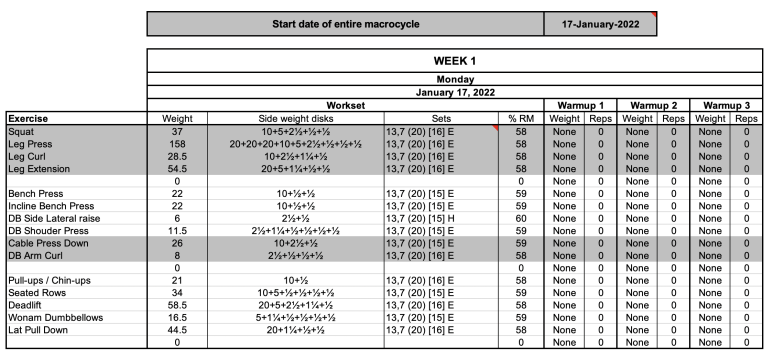 Start date of entire macrocycle 17-January-2022
WEEK 1
Monday
January 17, 2022
Workset Warmup 1 Warmup 2 Warmup 3
Exercise Weight Side weight disks Sets % RM Weight Reps Weight Reps Weight Reps
Squat 37 10+5+2½+½+½ 13,7 (20) [16] E 58 None 0 None 0 None 0
Leg Press 158 20+20+20+10+5+2½+½+½+½ 13,7 (20) [16] E 58 None 0 None 0 None 0
Leg Curl 28.5 10+2½+1¼+½ 13,7 (20) [16] E 58 None 0 None 0 None 0
Leg Extension 54.5 20+5+1¼+½+½ 13,7 (20) [16] E 58 None 0 None 0 None 0
0 0 None 0 None 0 None 0
Bench Press 22 10+½+½ 13,7 (20) [15] E 59 None 0 None 0 None 0
Incline Bench Press 22 10+½+½ 13,7 (20) [15] E 59 None 0 None 0 None 0
DB Side Lateral raise 6 2½+½ 13,7 (20) [15] H 60 None 0 None 0 None 0
DB Shouder Press 11.5 2½+1¼+½+½+½+½ 13,7 (20) [15] E 59 None 0 None 0 None 0
Cable Press Down 26 10+2½+½ 13,7 (20) [15] E 59 None 0 None 0 None 0
DB Arm Curl 8 2½+½+½+½ 13,7 (20) [16] E 58 None 0 None 0 None 0
0 0 None 0 None 0 None 0
Pull-ups / Chin-ups 21 10+½ 13,7 (20) [16] E 58 None 0 None 0 None 0
Seated Rows 34 10+5+½+½+½+½ 13,7 (20) [15] E 59 None 0 None 0 None 0
Deadlift 58.5 20+5+2½+1¼+½ 13,7 (20) [16] E 58 None 0 None 0 None 0
Wonam Dumbbellows 16.5 5+1¼+½+½+½+½ 13,7 (20) [15] E 59 None 0 None 0 None 0
Lat Pull Down 44.5 20+1¼+½+½ 13,7 (20) [16] E 58 None 0 None 0 None 0
0 0 None 0 None 0 None 0